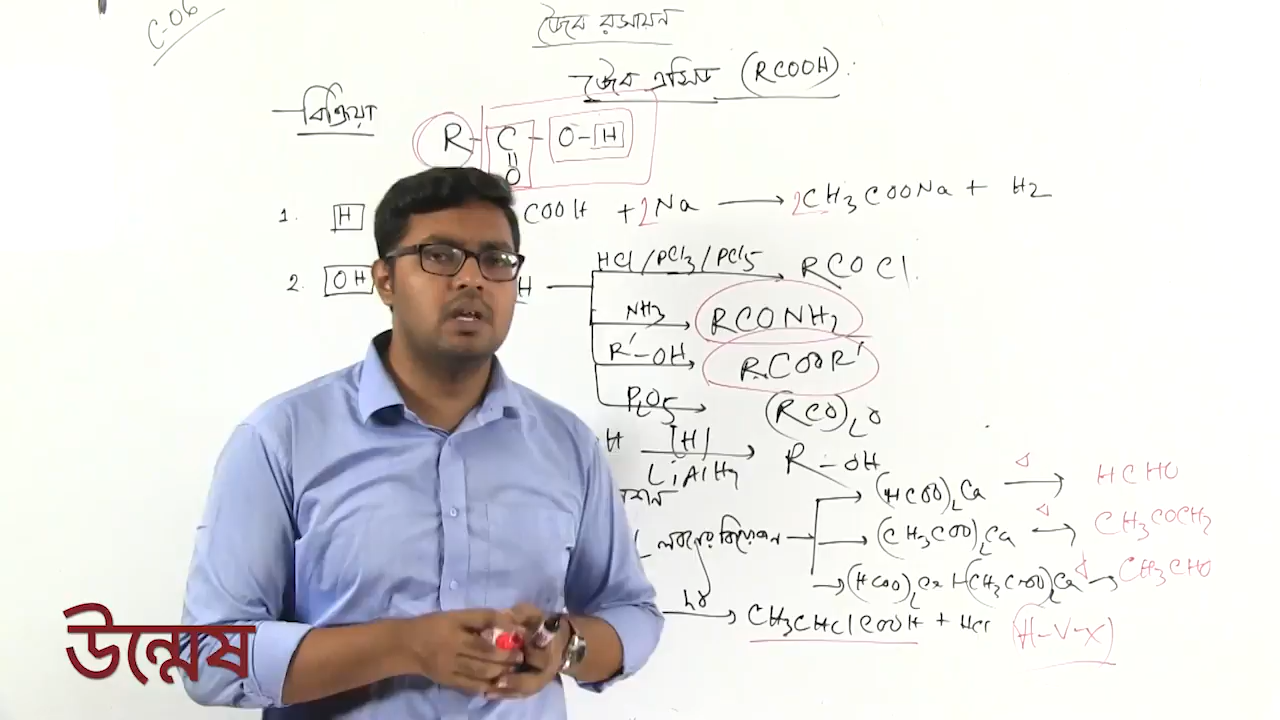 C-06
জৈব রসায়ন
জৈব এসিড (RCOOH):
বিক্রিয়া
R-C-O-H
॥
O
1. H COOH + 2Na → 2CH3COONa + H2
2. OH H
HCl/PCl3/PCl5 → RCOCl.
NH3 → RCONH2
R'-OH → RCOOR'
P2O5 → (RCO)2O
H [H] → R-OH
LiAlH4
(HCOO)2Ca Δ → HCHO
(CH3COO)2Ca Δ → CH3COCH3
(HCOO)2Ca + (CH3COO)2Ca Δ → CH3CHO
hν → CH3CHClCOOH + HCl (H-V-X)
উন্মেষ